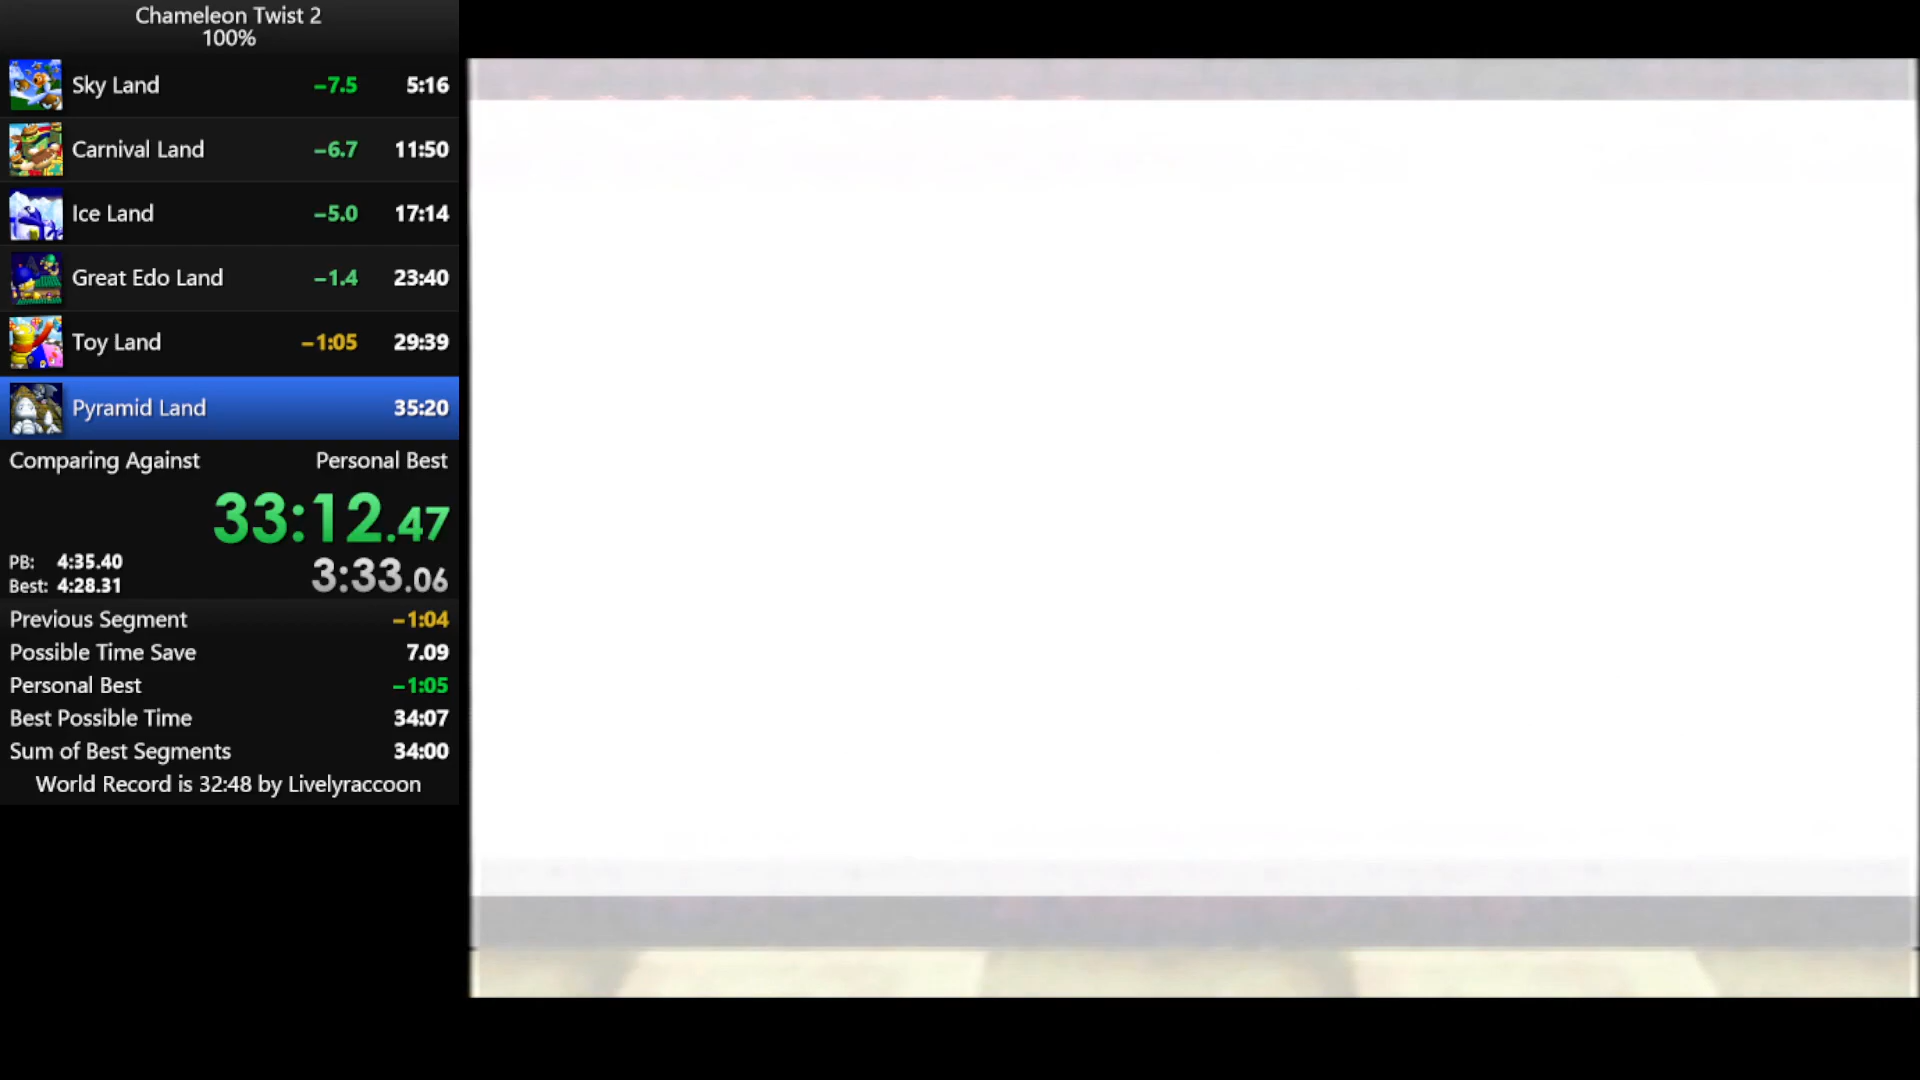 Chameleon Twist 2
100%
Sky Land −7.5 5:16
Carnival Land −6.7 11:50
Ice Land −5.0 17:14
Great Edo Land −1.4 23:40
Toy Land −1:05 29:39
Pyramid Land 35:20
Comparing Against Personal Best
33:12.47
PB: 4:35.40
Best: 4:28.31
3:33.06
Previous Segment −1:04
Possible Time Save 7.09
Personal Best −1:05
Best Possible Time 34:07
Sum of Best Segments 34:00
World Record is 32:48 by Livelyraccoon